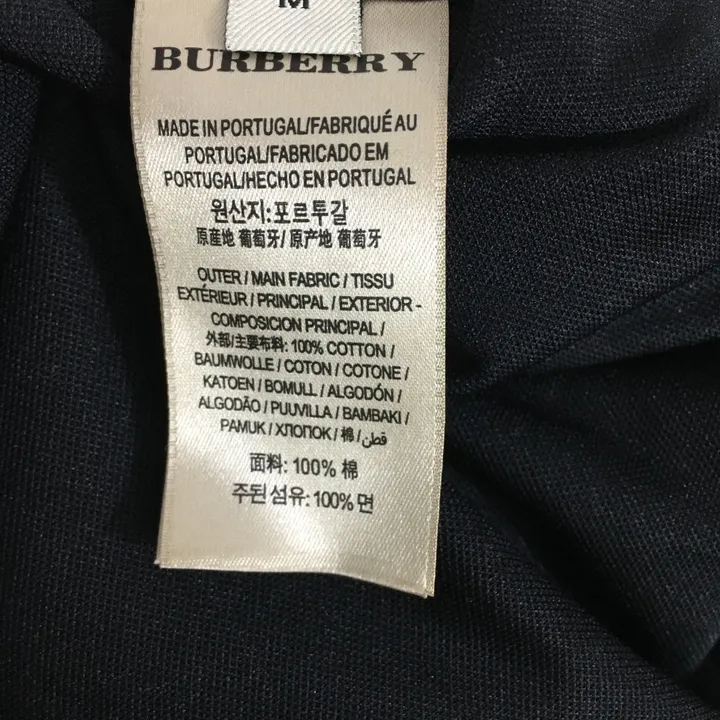 M
BURBERRY
MADE IN PORTUGAL/FABRIQUÉ AU
PORTUGAL/FABRICADO EM
PORTUGAL/HECHO EN PORTUGAL
원산지:포르투갈
原産地 葡萄牙/ 原产地 葡萄牙
OUTER / MAIN FABRIC / TISSU
EXTÉRIEUR / PRINCIPAL / EXTERIOR -
COMPOSICION PRINCIPAL /
外部/主要布料: 100% COTTON /
BAUMWOLLE / COTON / COTONE /
KATOEN / BOMULL / ALGODÓN /
ALGODÃO / PUUVILLA / BAMBAKI /
PAMUK / ХЛОПОК / 棉 / قطن
面料: 100% 棉
주된 섬유: 100% 면